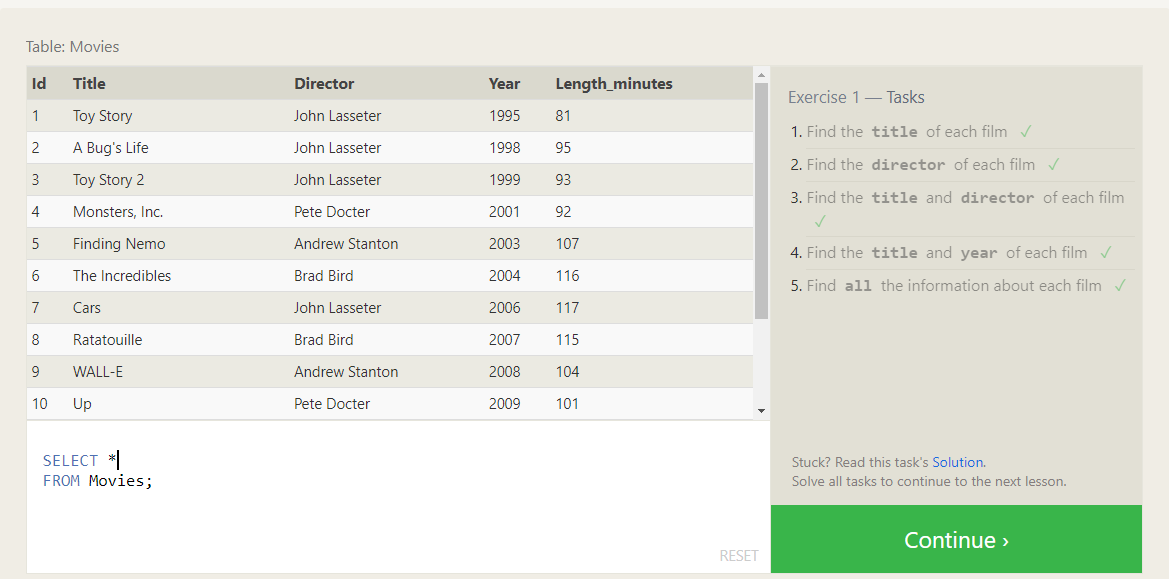 Table: Movies
Id Title Director Year Length_minutes
1 Toy Story John Lasseter 1995 81
2 A Bug's Life John Lasseter 1998 95
3 Toy Story 2 John Lasseter 1999 93
4 Monsters, Inc. Pete Docter 2001 92
5 Finding Nemo Andrew Stanton 2003 107
6 The Incredibles Brad Bird 2004 116
7 Cars John Lasseter 2006 117
8 Ratatouille Brad Bird 2007 115
9 WALL-E Andrew Stanton 2008 104
10 Up Pete Docter 2009 101
SELECT *
FROM Movies;
RESET
Exercise 1 — Tasks
1. Find the title of each film ✓
2. Find the director of each film ✓
3. Find the title and director of each film
✓
4. Find the title and year of each film ✓
5. Find all the information about each film ✓
Stuck? Read this task's Solution.
Solve all tasks to continue to the next lesson.
Continue ›